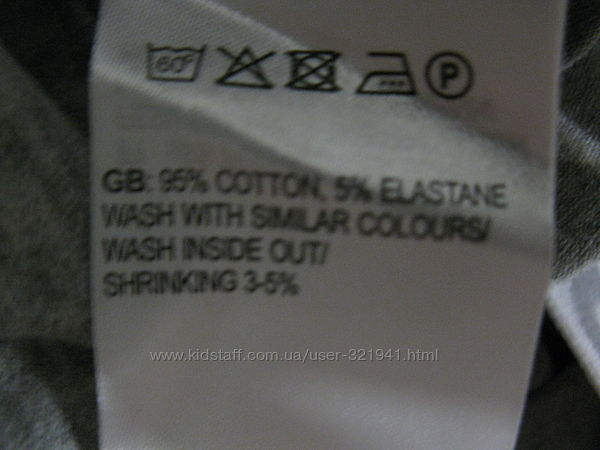 60° P
GB: 95% COTTON, 5% ELASTANE
WASH WITH SIMILAR COLOURS/
WASH INSIDE OUT/
SHRINKING 3-5%
www.kidstaff.com.ua/user-321941.html